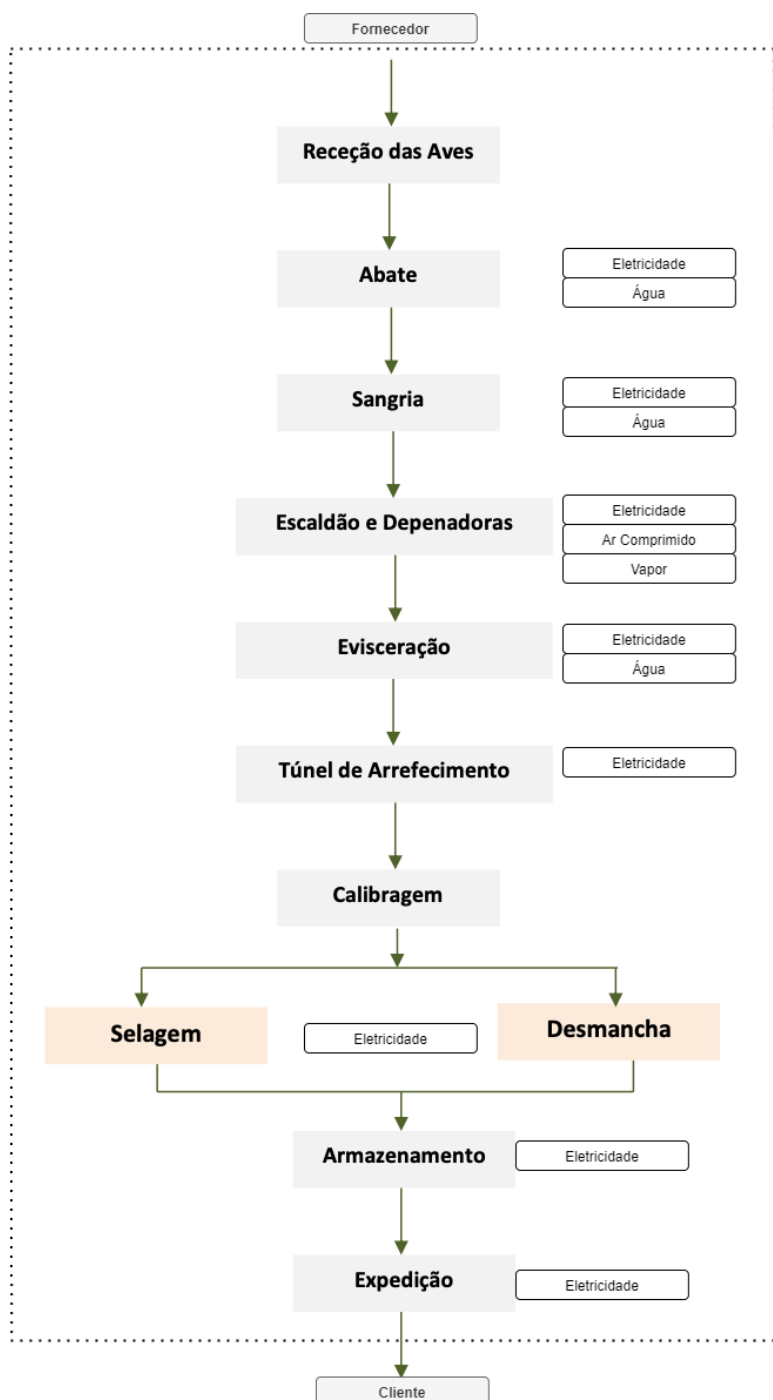 Fornecedor
Receção das Aves
Abate
Eletricidade
Água
Sangria
Eletricidade
Água
Escaldão e Depenadoras
Eletricidade
Ar Comprimido
Vapor
Evisceração
Eletricidade
Água
Túnel de Arrefecimento
Eletricidade
Calibragem
Selagem
Eletricidade
Desmancha
Armazenamento
Eletricidade
Expedição
Eletricidade
Cliente